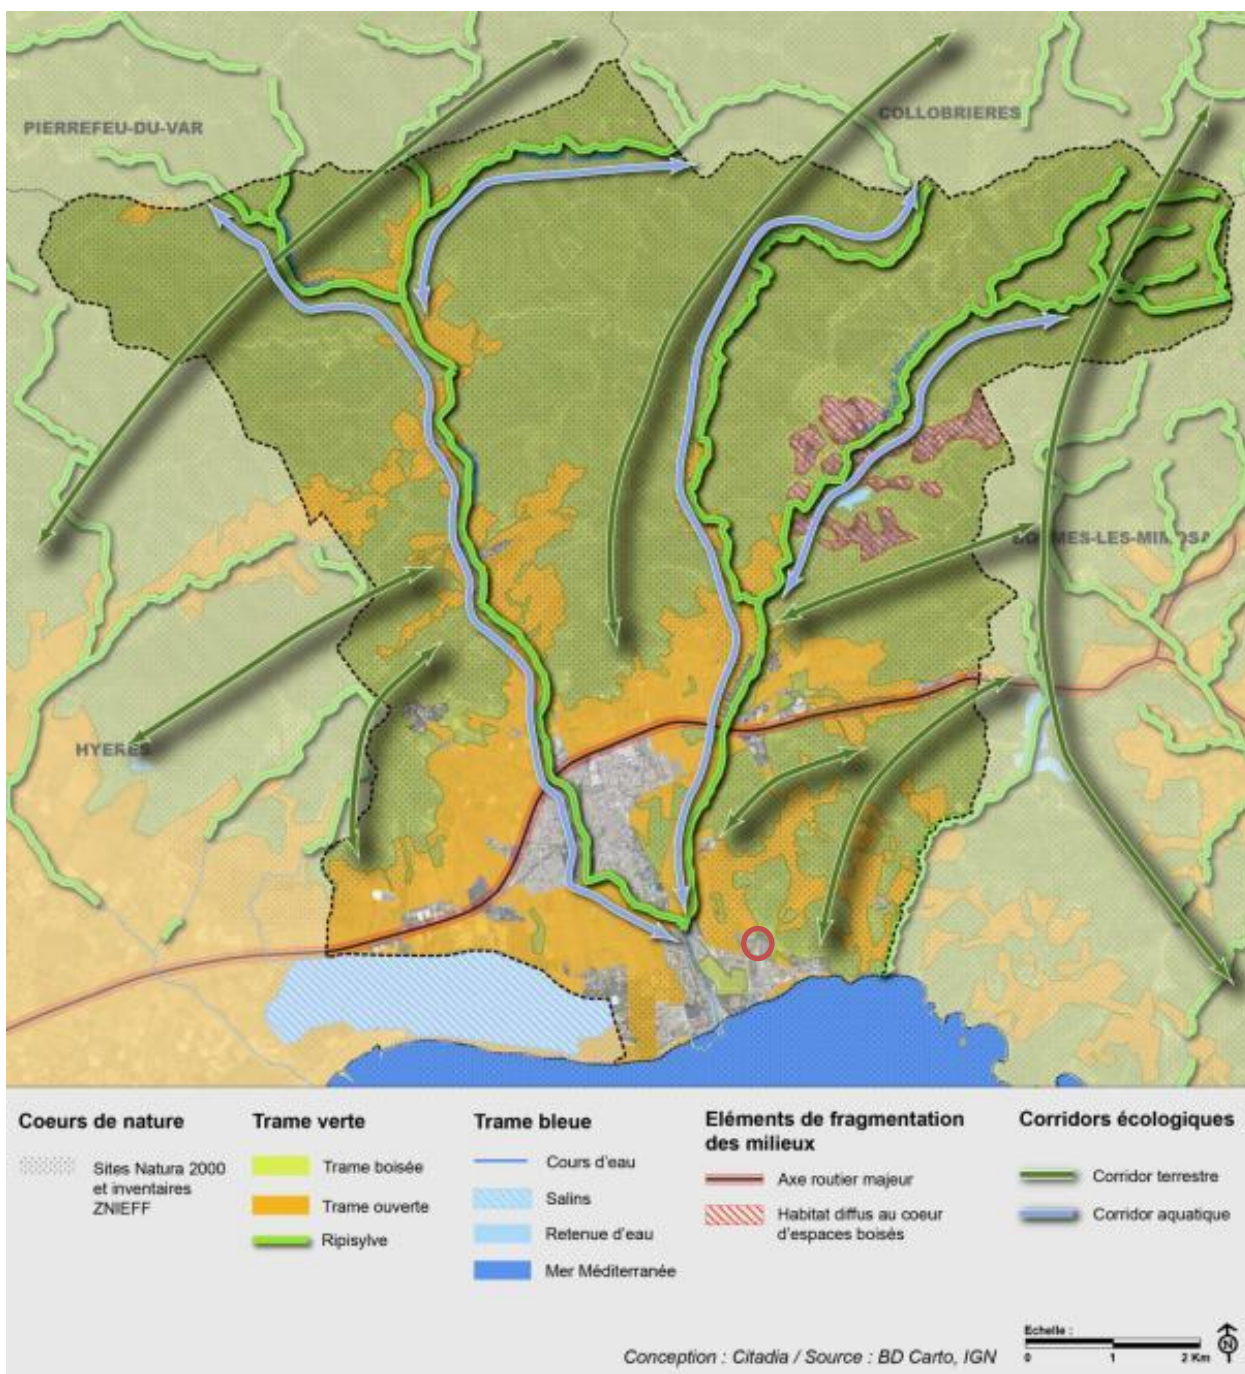 PIERREFEU-DU-VAR
COLLOBRIERES
BORMES-LES-MIMOSAS
HYERES
Coeurs de nature
Sites Natura 2000
et inventaires
ZNIEFF
Trame verte
Trame boisée
Trame ouverte
Ripisylve
Trame bleue
Cours d'eau
Salins
Retenue d'eau
Mer Méditerranée
Eléments de fragmentation
des milieux
Axe routier majeur
Habitat diffus au coeur
d'espaces boisés
Corridors écologiques
Corridor terrestre
Corridor aquatique
Echelle :
0 1 2 Km
N
Conception : Citadia / Source : BD Carto, IGN